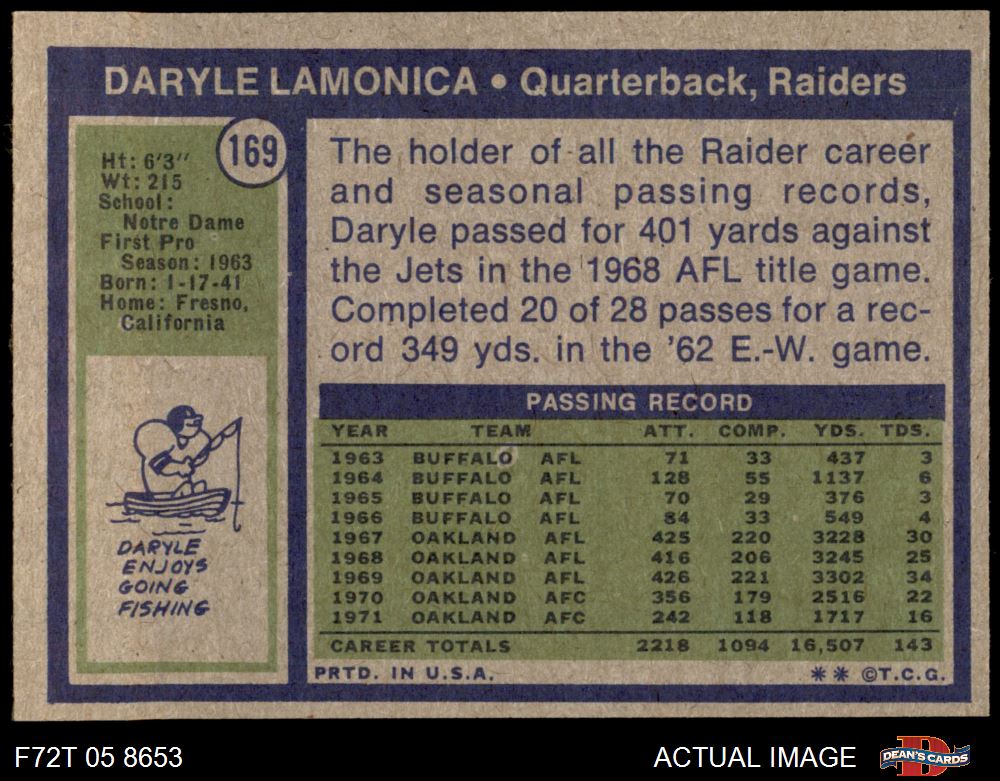 DARYLE LAMONICA • Quarterback, Raiders
169
Ht: 6'3"
Wt: 215
School:
Notre Dame
First Pro
Season: 1963
Born: 1-17-41
Home: Fresno,
California
DARYLE
ENJOYS
GOING
FISHING
The holder of all the Raider career
and seasonal passing records,
Daryle passed for 401 yards against
the Jets in the 1968 AFL title game.
Completed 20 of 28 passes for a rec-
ord 349 yds. in the '62 E.-W. game.
PASSING RECORD
YEAR TEAM ATT. COMP. YDS. TDS.
1963 BUFFALO AFL 71 33 437 3
1964 BUFFALO AFL 128 55 1137 6
1965 BUFFALO AFL 70 29 376 3
1966 BUFFALO AFL 84 33 549 4
1967 OAKLAND AFL 425 220 3228 30
1968 OAKLAND AFL 416 206 3245 25
1969 OAKLAND AFL 426 221 3302 34
1970 OAKLAND AFC 356 179 2516 22
1971 OAKLAND AFC 242 118 1717 16
CAREER TOTALS 2218 1094 16,507 143
PRTD. IN U.S.A. ** ©T.C.G.
F72T 05 8653 ACTUAL IMAGE DEAN'S CARDS